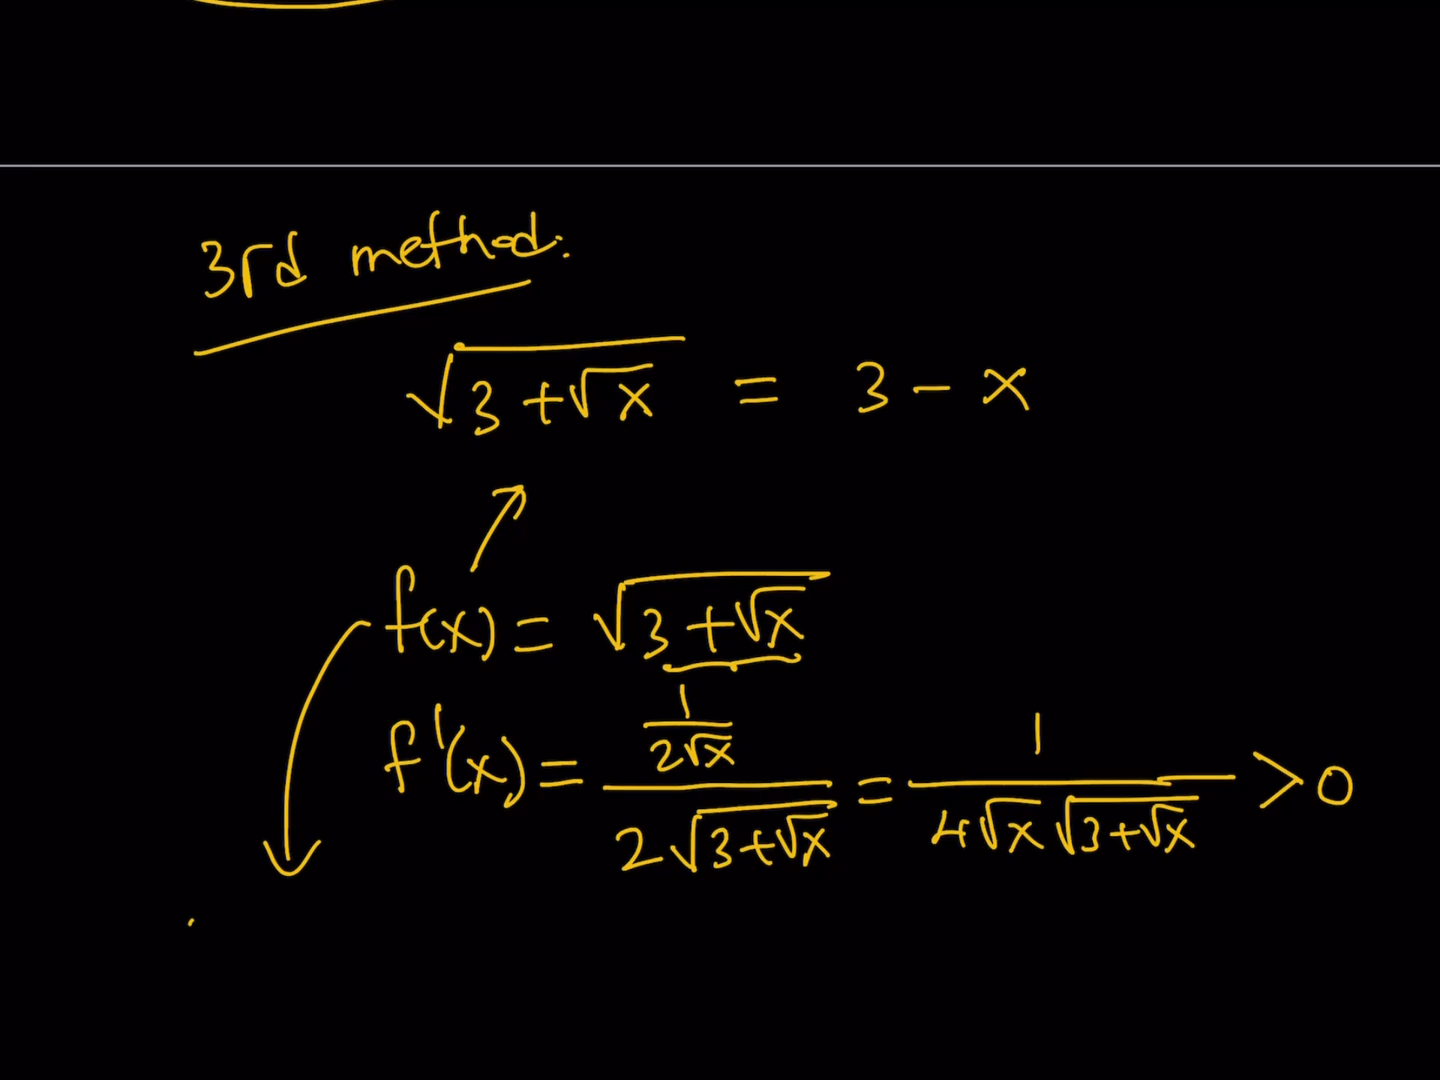 3rd method:
√(3+√x) = 3 - x
f(x) = √(3+√x)
f'(x) = (1/(2√x))/(2√(3+√x)) = 1/(4√x√(3+√x)) > 0